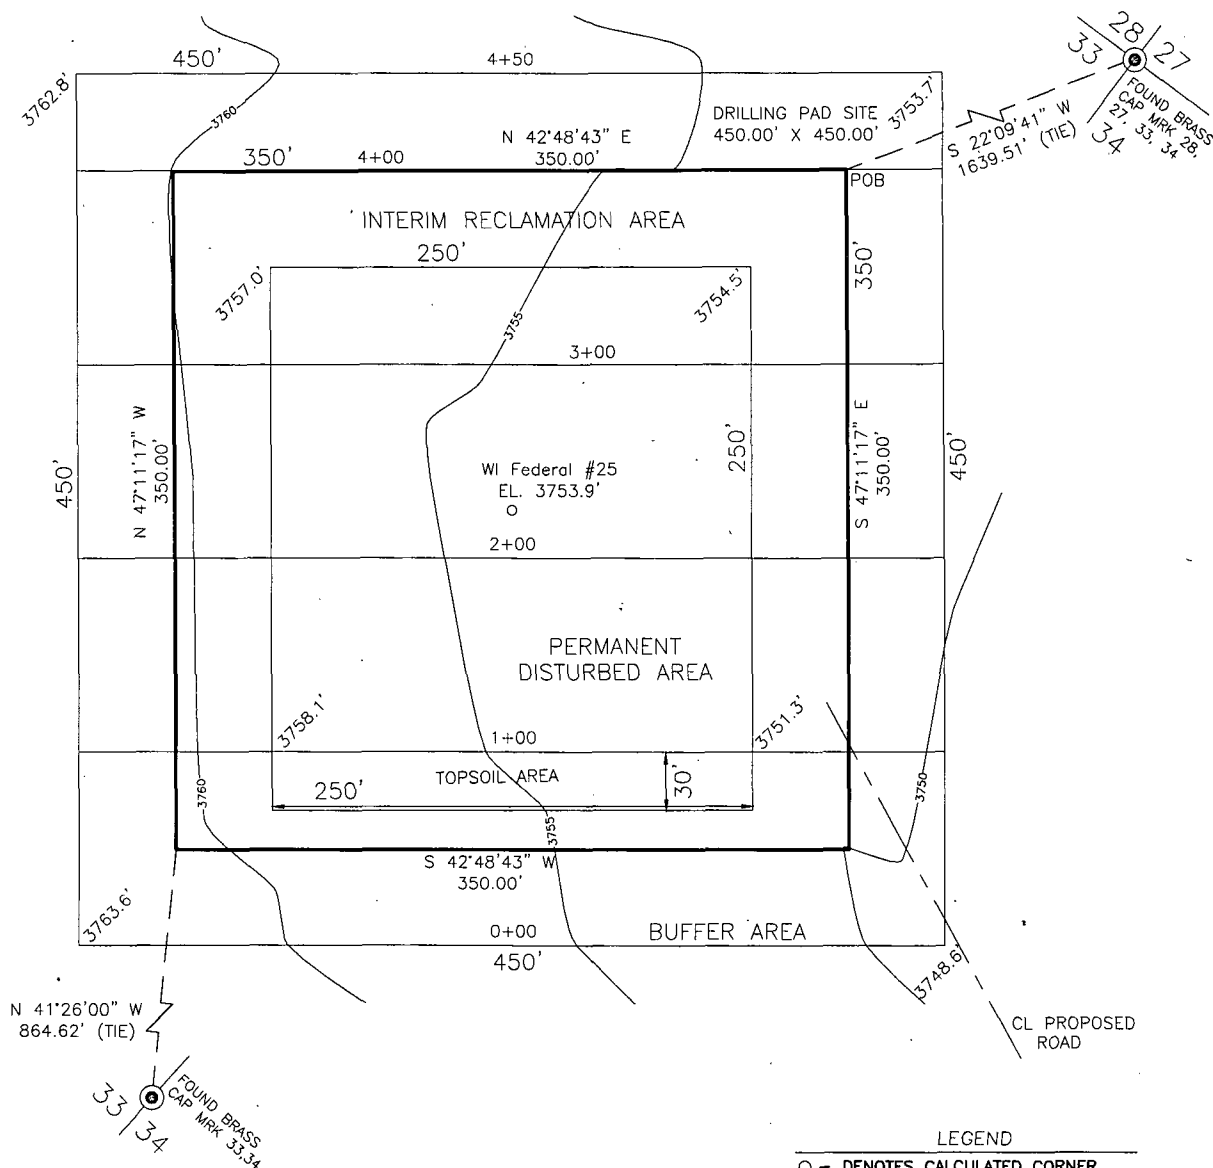 450'
4+50
3762.8'
3760
3753.7'
DRILLING PAD SITE
450.00' X 450.00'
N 42°48'43" E
350.00'
350'
4+00
28
27
33
34
FOUND BRASS
CAP MRK 28,
27, 33, 34
S 22°09'41" W
1639.51' (TIE)
POB
INTERIM RECLAMATION AREA
250'
350'
3757.0'
3755
3754.5'
3+00
N 47°11'17" W
350.00'
450'
250'
S 47°11'17" E
350.00'
450'
WI Federal #25
EL. 3753.9'
2+00
PERMANENT
DISTURBED AREA
3758.1'
3751.3'
1+00
TOPSOIL AREA
250'
30'
3760
3755
3750
S 42°48'43" W
350.00'
3763.6'
0+00
BUFFER AREA
450'
3748.6'
N 41°26'00" W
864.62' (TIE)
CL PROPOSED
ROAD
33
34
FOUND BRASS
CAP MRK 33,34
LEGEND
○ - DENOTES CALCULATED CORNER